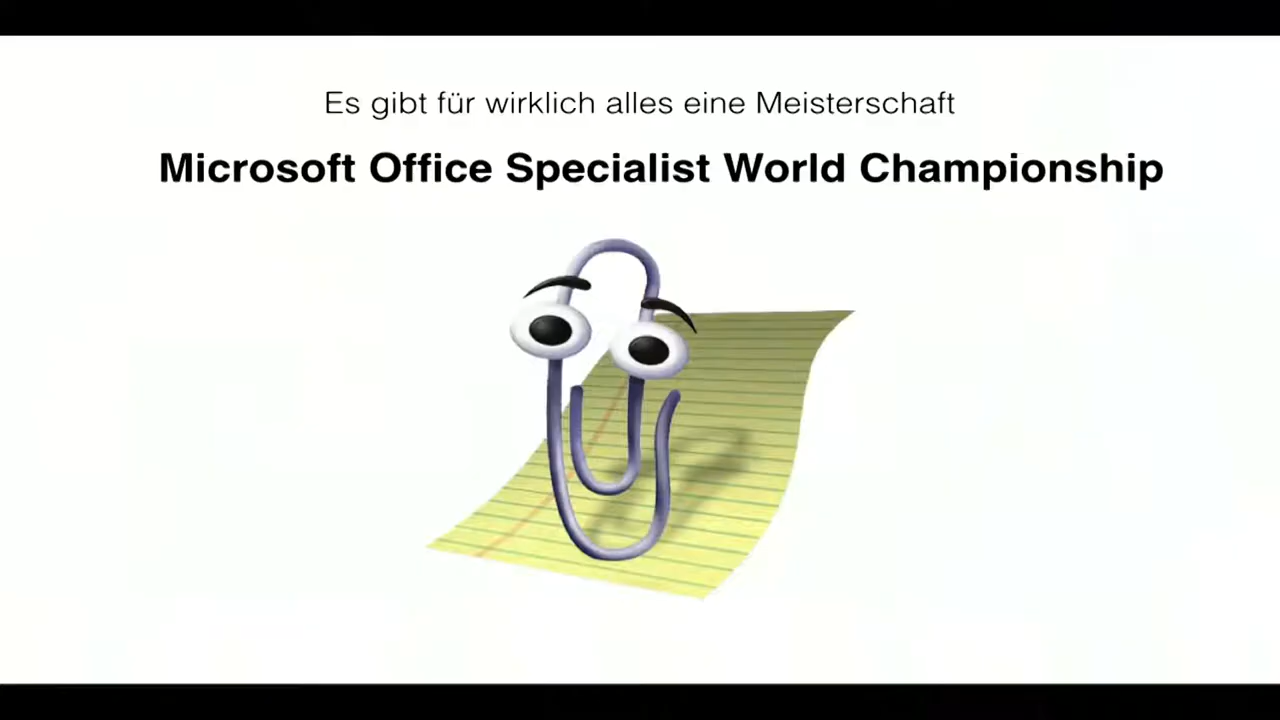 Es gibt für wirklich alles eine Meisterschaft
Microsoft Office Specialist World Championship